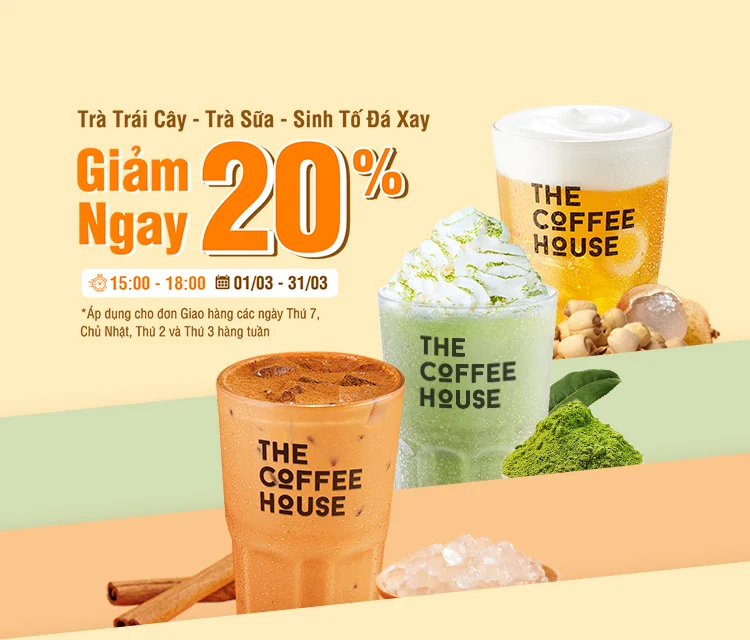 Trà Trái Cây - Trà Sữa - Sinh Tố Đá Xay
Giảm
Ngay
20%
15:00 - 18:00 01/03 - 31/03
*Áp dụng cho đơn Giao hàng các ngày Thứ 7,
Chủ Nhật, Thứ 2 và Thứ 3 hàng tuần
THE
COFFEE
HOUSE
THE
COFFEE
HOUSE
THE
COFFEE
HOUSE